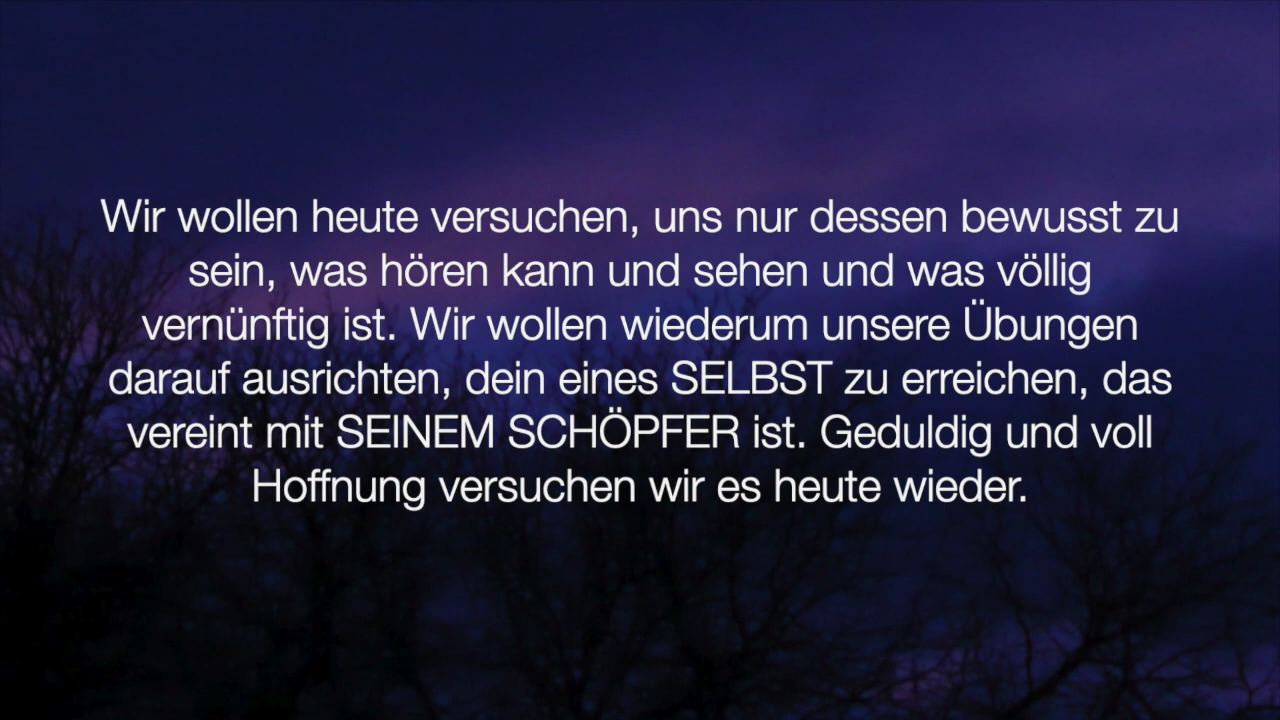 Wir wollen heute versuchen, uns nur dessen bewusst zu
sein, was hören kann und sehen und was völlig
vernünftig ist. Wir wollen wiederum unsere Übungen
darauf ausrichten, dein eines SELBST zu erreichen, das
vereint mit SEINEM SCHÖPFER ist. Geduldig und voll
Hoffnung versuchen wir es heute wieder.